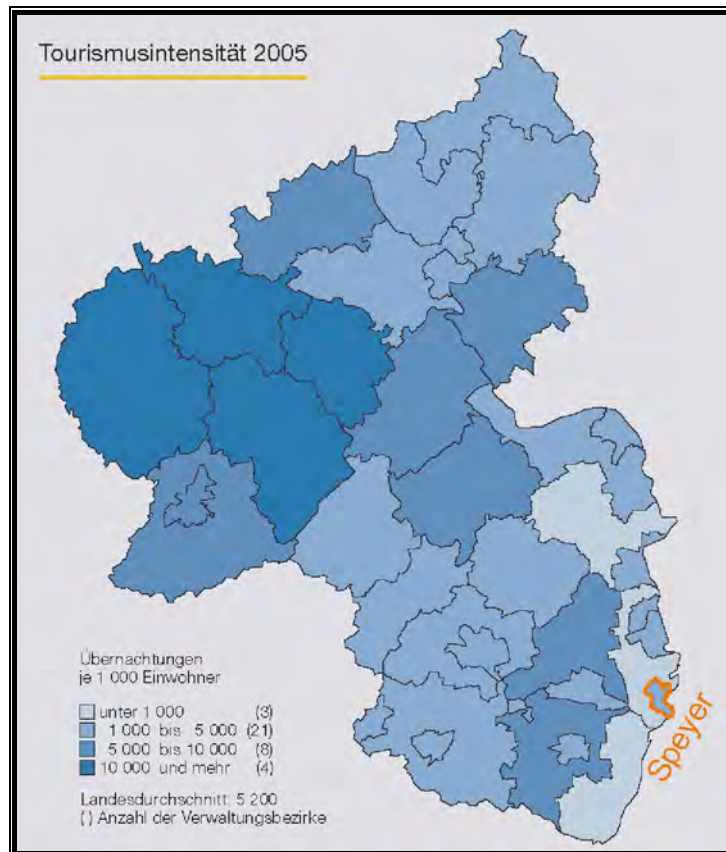 Tourismusintensität 2005
Speyer
Übernachtungen
je 1 000 Einwohner
unter 1 000 (3)
1 000 bis 5 000 (21)
5 000 bis 10 000 (8)
10 000 und mehr (4)
Landesdurchschnitt: 5 200
( ) Anzahl der Verwaltungsbezirke